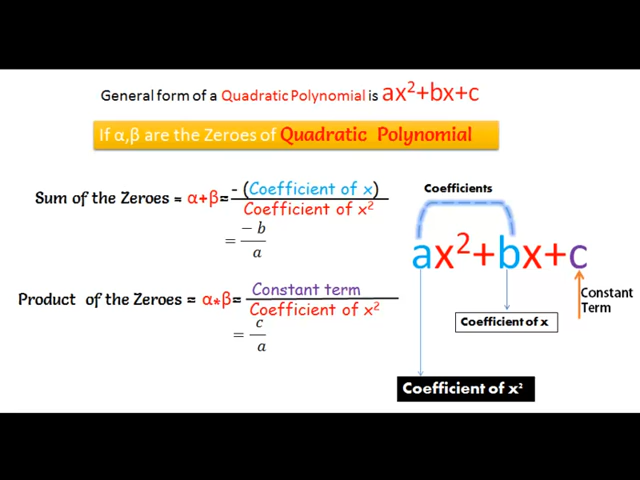 General form of a Quadratic Polynomial is ax²+bx+c
If α,β are the Zeroes of Quadratic Polynomial
Sum of the Zeroes = α+β= - (Coefficient of x)
Coefficient of x²
= −b
a
Product of the Zeroes = α*β= Constant term
Coefficient of x²
= c
a
Coefficients
ax²+bx+c
Constant
Term
Coefficient of x
Coefficient of x²